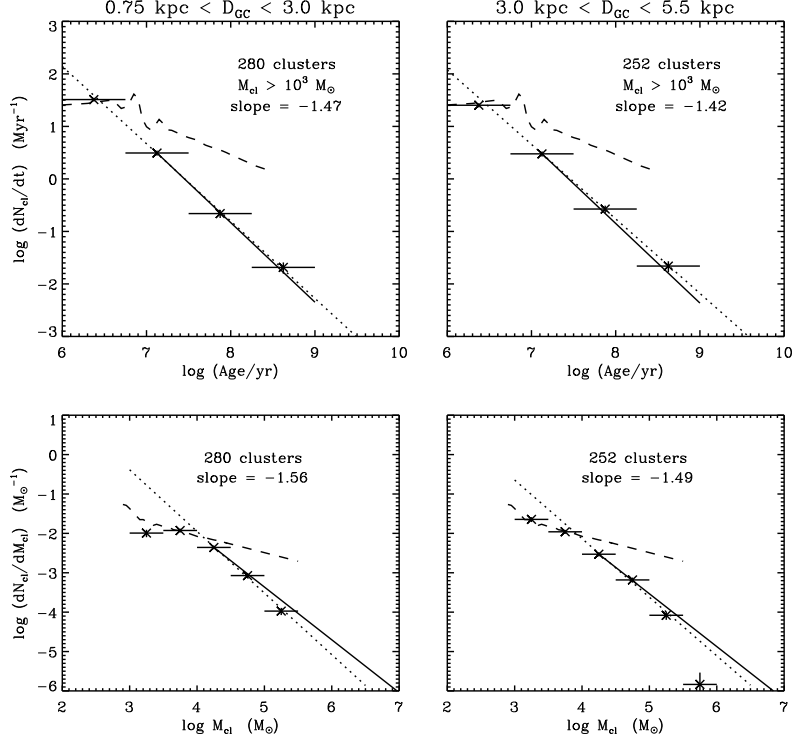 0.75 kpc < D_GC < 3.0 kpc
3.0 kpc < D_GC < 5.5 kpc
280 clusters
M_cl > 10³ M_⊙
slope = −1.47
252 clusters
M_cl > 10³ M_⊙
slope = −1.42
log (dN_cl/dt) (Myr⁻¹)
3
2
1
0
−1
−2
−3
6 7 8 9 10
6 7 8 9 10
log (Age/yr)
log (Age/yr)
280 clusters
slope = −1.56
252 clusters
slope = −1.49
log (dN_cl/dM_cl) (M_⊙⁻¹)
1
0
−1
−2
−3
−4
−5
−6
2 3 4 5 6 7
2 3 4 5 6 7
log M_cl (M_⊙)
log M_cl (M_⊙)